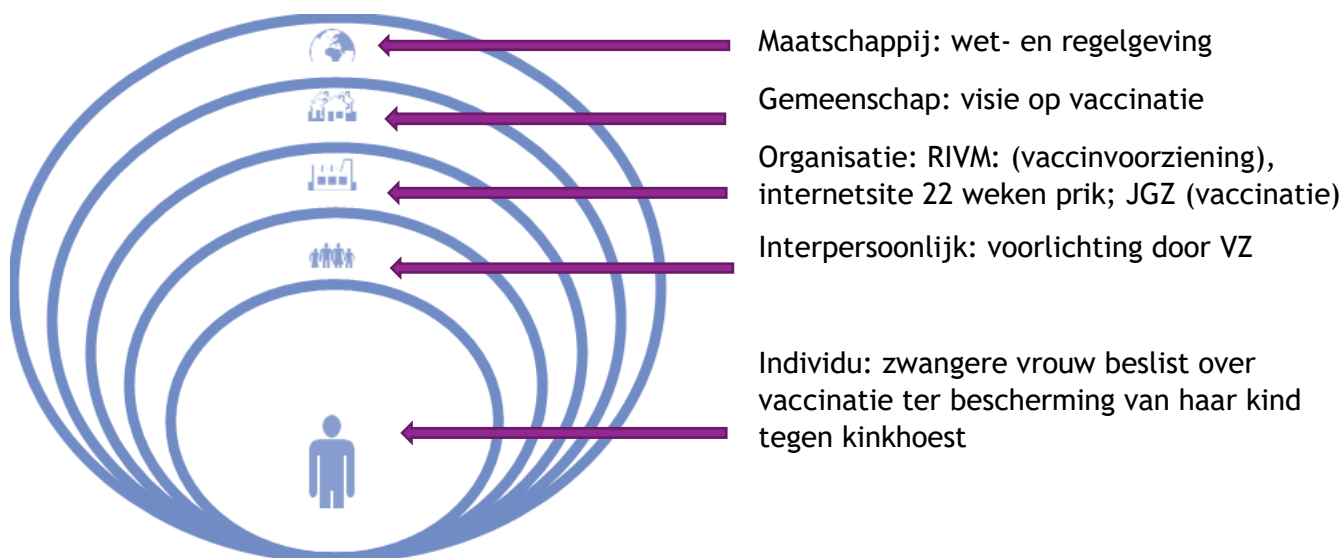 Maatschappij: wet- en regelgeving
Gemeenschap: visie op vaccinatie
Organisatie: RIVM: (vaccinvoorziening),
internetsite 22 weken prik; JGZ (vaccinatie)
Interpersoonlijk: voorlichting door VZ
Individu: zwangere vrouw beslist over
vaccinatie ter bescherming van haar kind
tegen kinkhoest